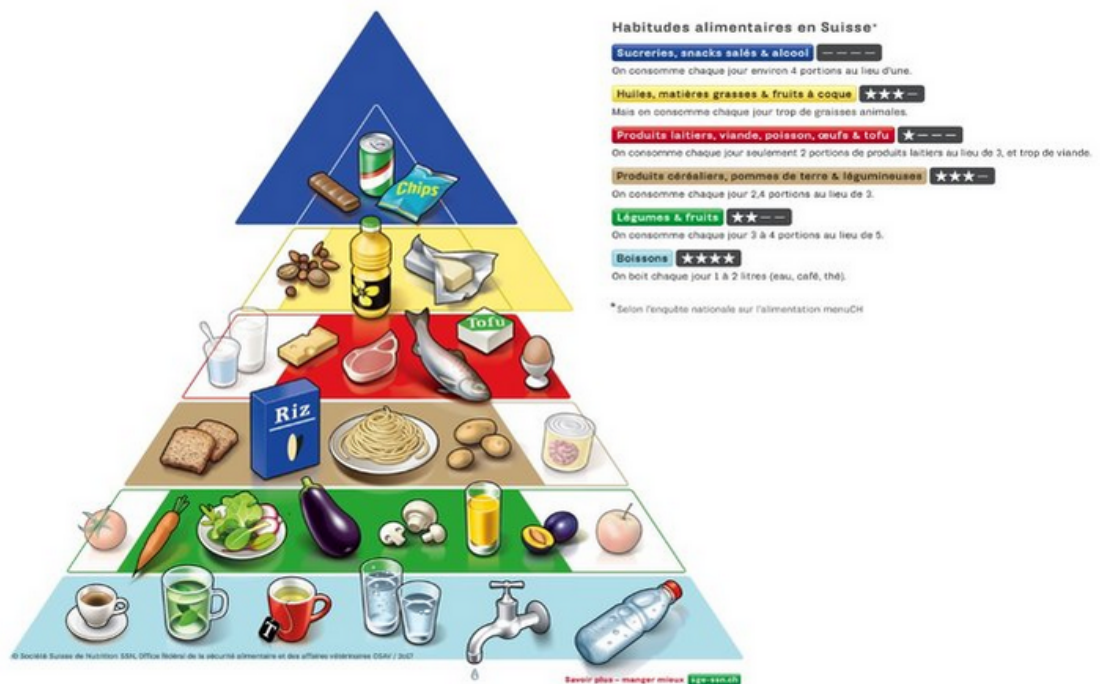 Habitudes alimentaires en Suisse*
Sucreries, snacks salés & alcool
On consomme chaque jour environ 4 portions au lieu d'une.
Huiles, matières grasses & fruits à coque
Mais on consomme chaque jour trop de graisses animales.
Produits laitiers, viande, poisson, œufs & tofu
On consomme chaque jour seulement 2 portions de produits laitiers au lieu de 3, et trop de viande.
Produits céréaliers, pommes de terre & légumineuses
On consomme chaque jour 2,4 portions au lieu de 3.
Légumes & fruits
On consomme chaque jour 3 à 4 portions au lieu de 5.
Boissons
On boit chaque jour 1 à 2 litres (eau, café, thé).
*Selon l'enquête nationale sur l'alimentation menuCH
Chips
Tofu
Riz
T
© Société Suisse de Nutrition SSN, Office fédéral de la sécurité alimentaire et des affaires vétérinaires OSAV / 2017
Savoir plus – manger mieux sge-ssn.ch